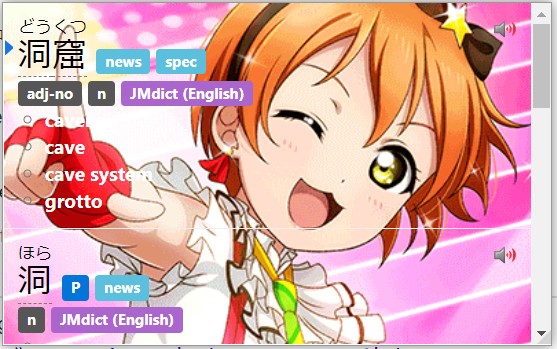 どうくつ
洞窟 news spec
adj-no n JMdict (English)
cavern
cave
cave system
grotto
ほら
洞 P news
n JMdict (English)